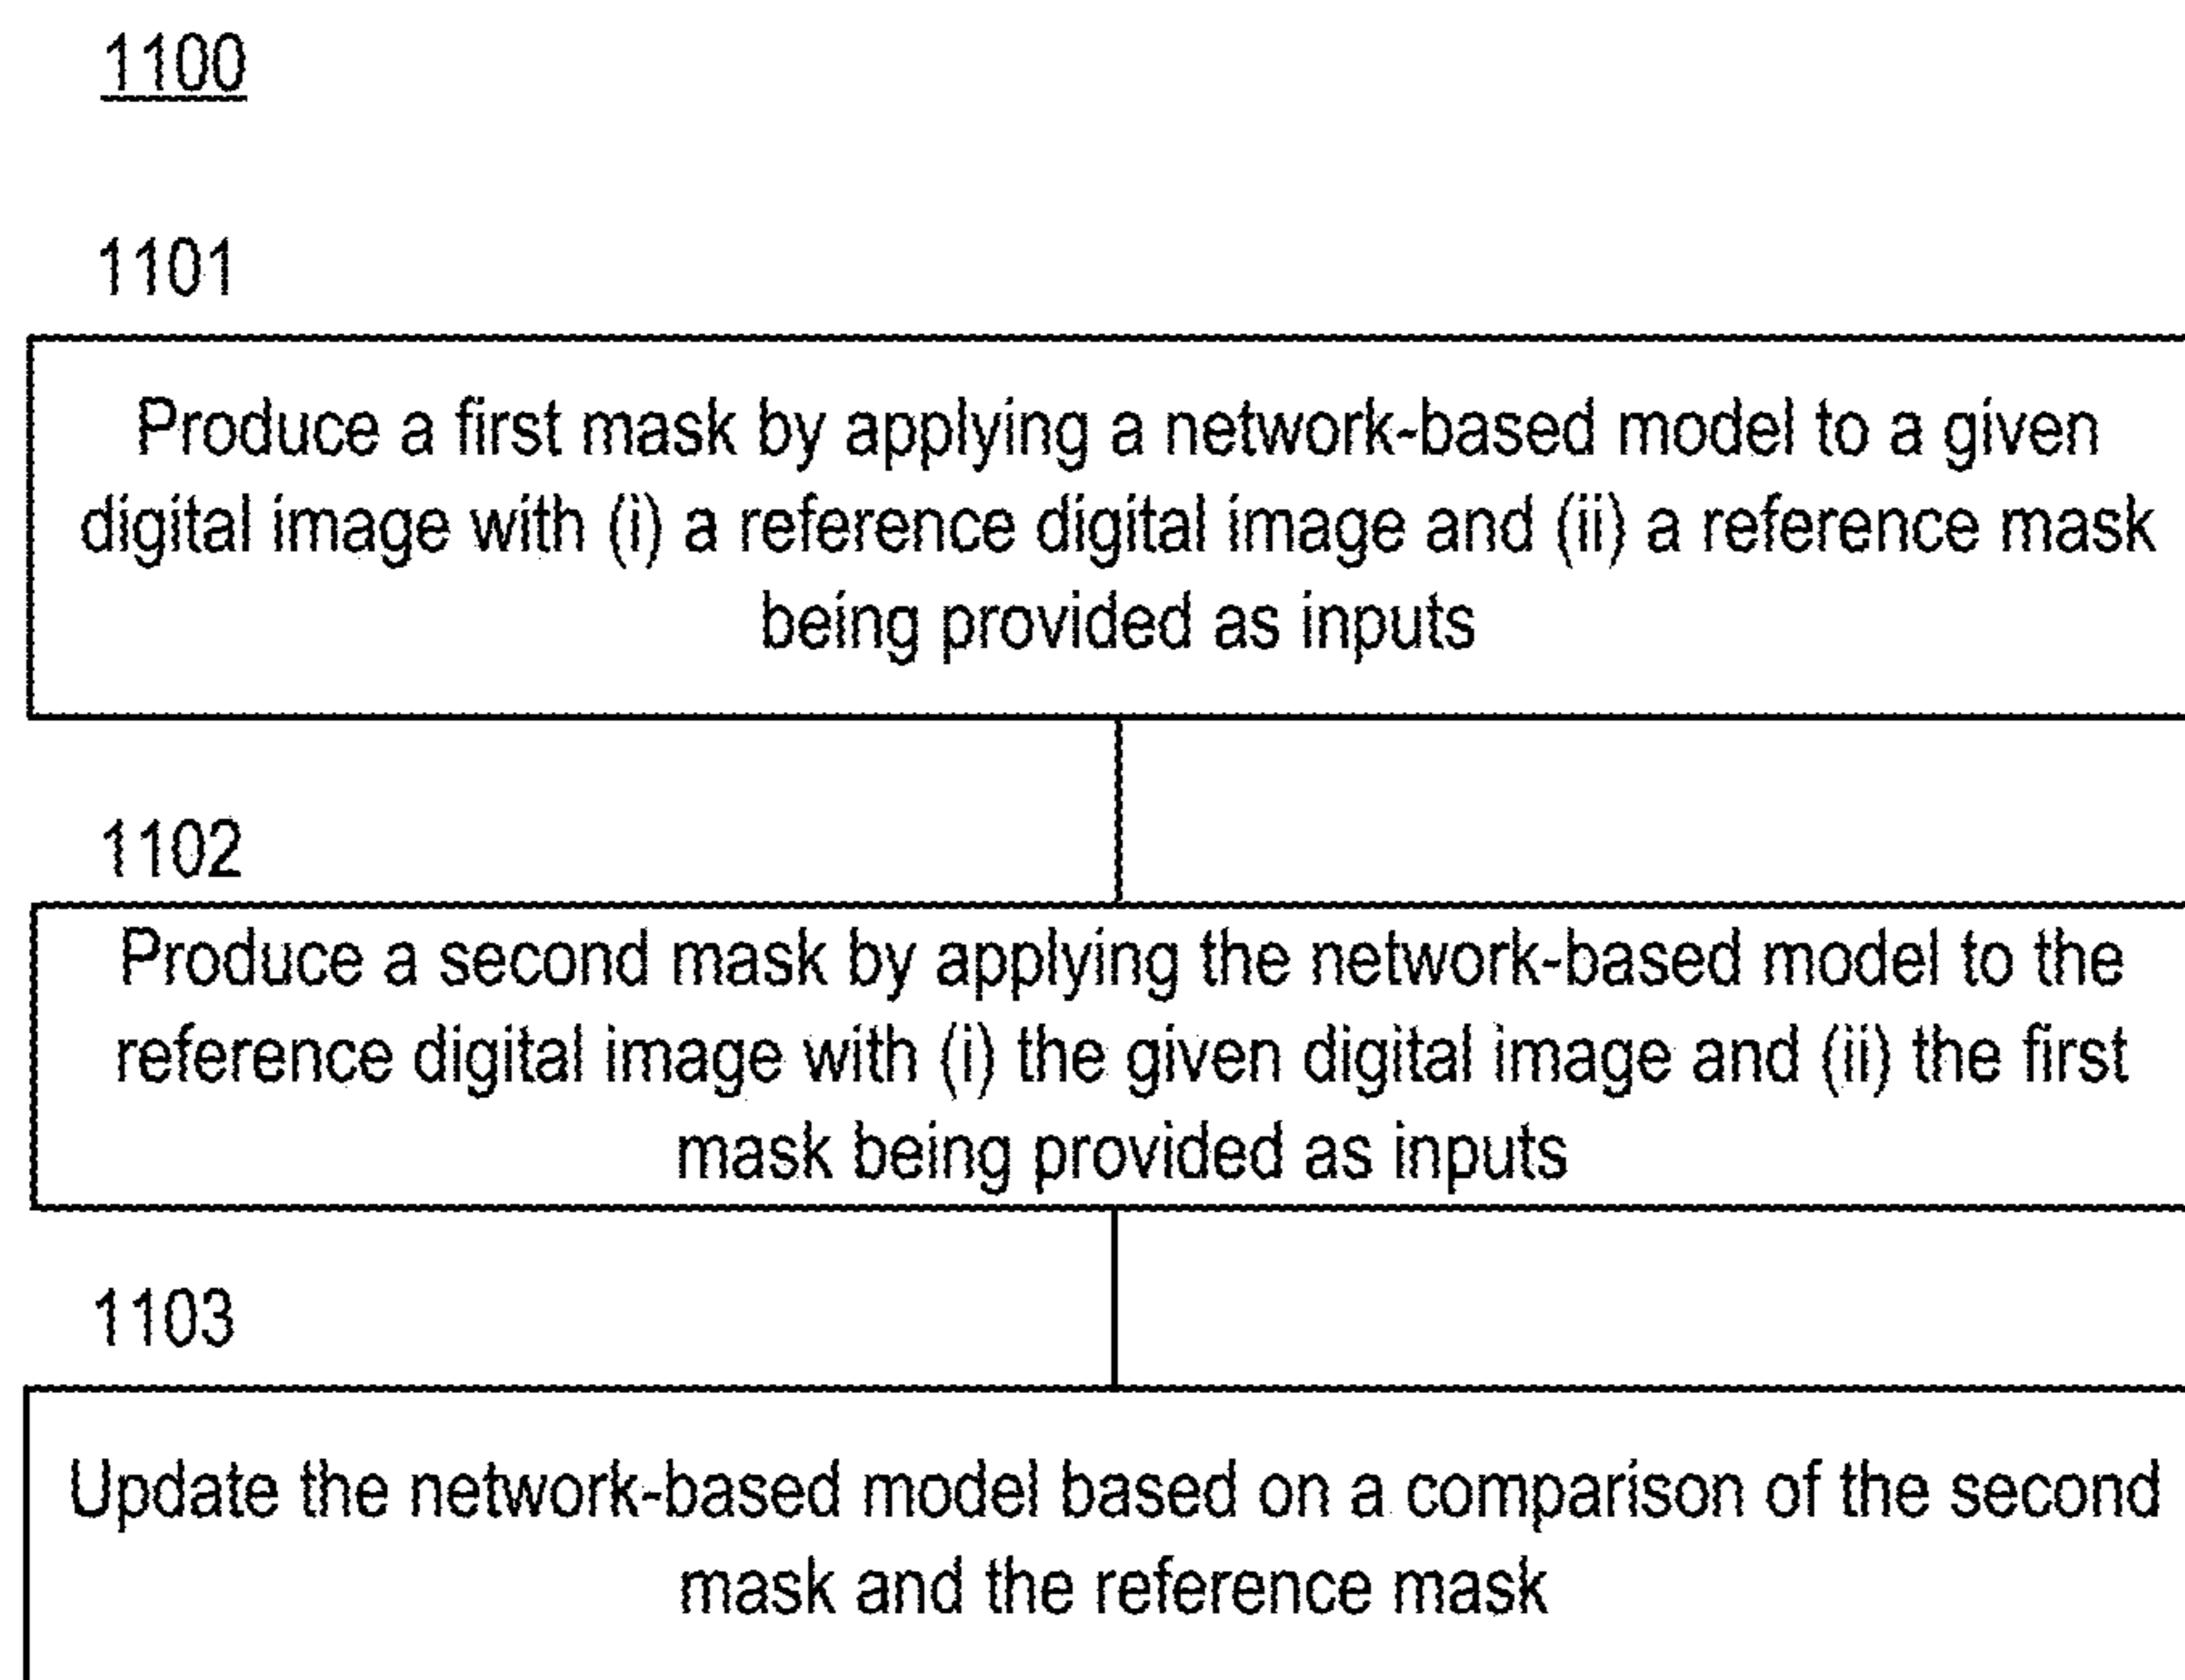 1100
1101
Produce a first mask by applying a network-based model to a given
digital image with (i) a reference digital image and (ii) a reference mask
being provided as inputs
1102
Produce a second mask by applying the network-based model to the
reference digital image with (i) the given digital image and (ii) the first
mask being provided as inputs
1103
Update the network-based model based on a comparison of the second
mask and the reference mask